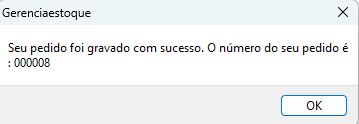 Gerenciaestoque
Seu pedido foi gravado com sucesso. O número do seu pedido é
: 000008
OK